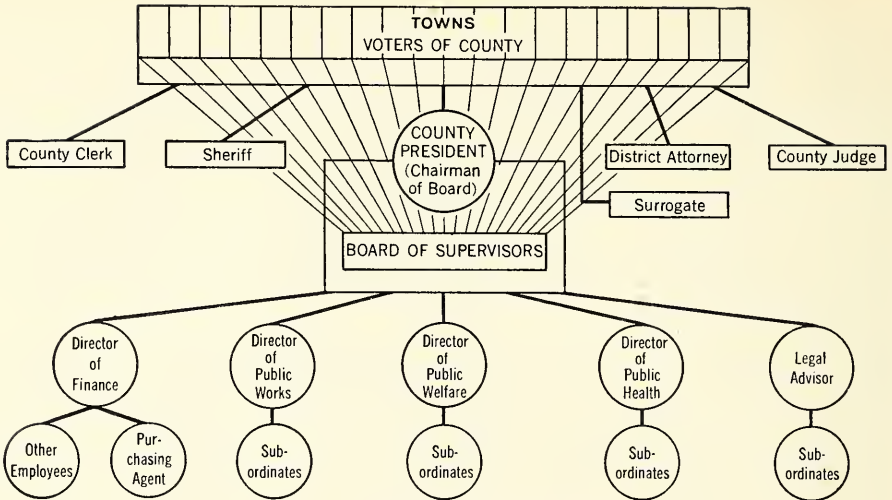 TOWNS
VOTERS OF COUNTY
County Clerk
Sheriff
COUNTY
PRESIDENT
(Chairman
of Board)
District Attorney
County Judge
Surrogate
BOARD OF SUPERVISORS
Director
of
Finance
Director
of
Public
Works
Director
of
Public
Welfare
Director
of
Public
Health
Legal
Advisor
Other
Employees
Pur-
chasing
Agent
Sub-
ordinates
Sub-
ordinates
Sub-
ordinates
Sub-
ordinates